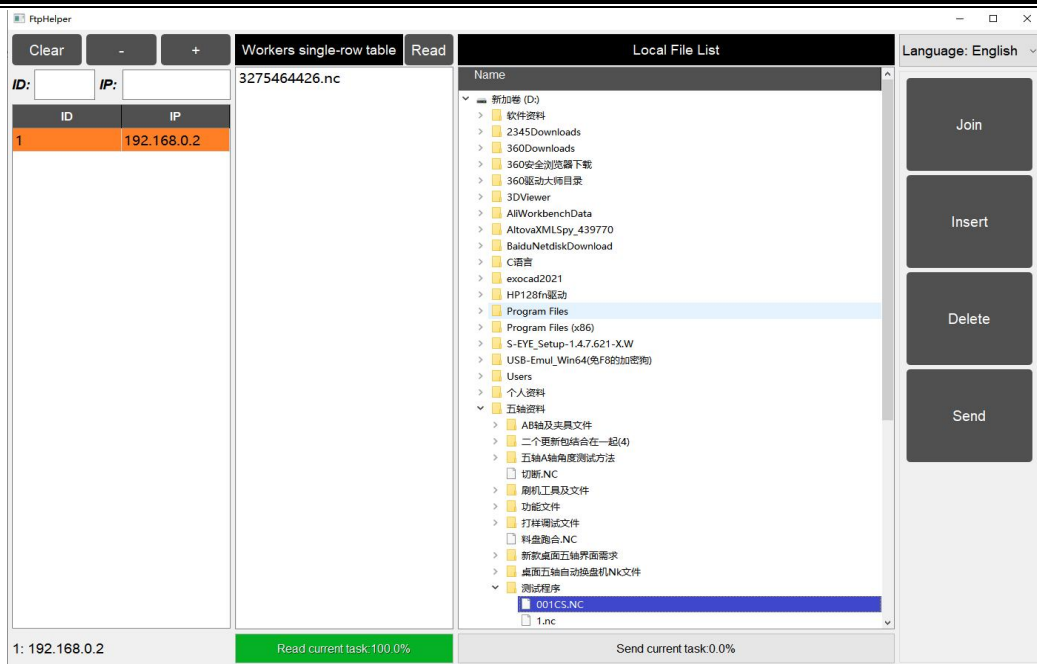 FtpHelper
Clear
-
+
Workers single-row table
Read
Local File List
Language: English
ID:
IP:
ID
IP
1
192.168.0.2
3275464426.nc
Name
新加卷 (D:)
软件资料
2345Downloads
360Downloads
360安全浏览器下载
360驱动大师目录
3DViewer
AliWorkbenchData
AltovaXMLSpy_439770
BaiduNetdiskDownload
C语言
exocad2021
HP128fn驱动
Program Files
Program Files (x86)
S-EYE_Setup-1.4.7.621-X.W
USB-Emul_Win64(免F8的加密狗)
Users
个人资料
五轴资料
AB轴及夹具文件
二个更新包结合在一起(4)
五轴A轴角度测试方法
切断.NC
刷机工具及文件
功能文件
打样调试文件
料盘跑合.NC
新款桌面五轴界面需求
桌面五轴自动换盘机Nk文件
测试程序
001CS.NC
1.nc
Join
Insert
Delete
Send
1: 192.168.0.2
Read current task:100.0%
Send current task:0.0%